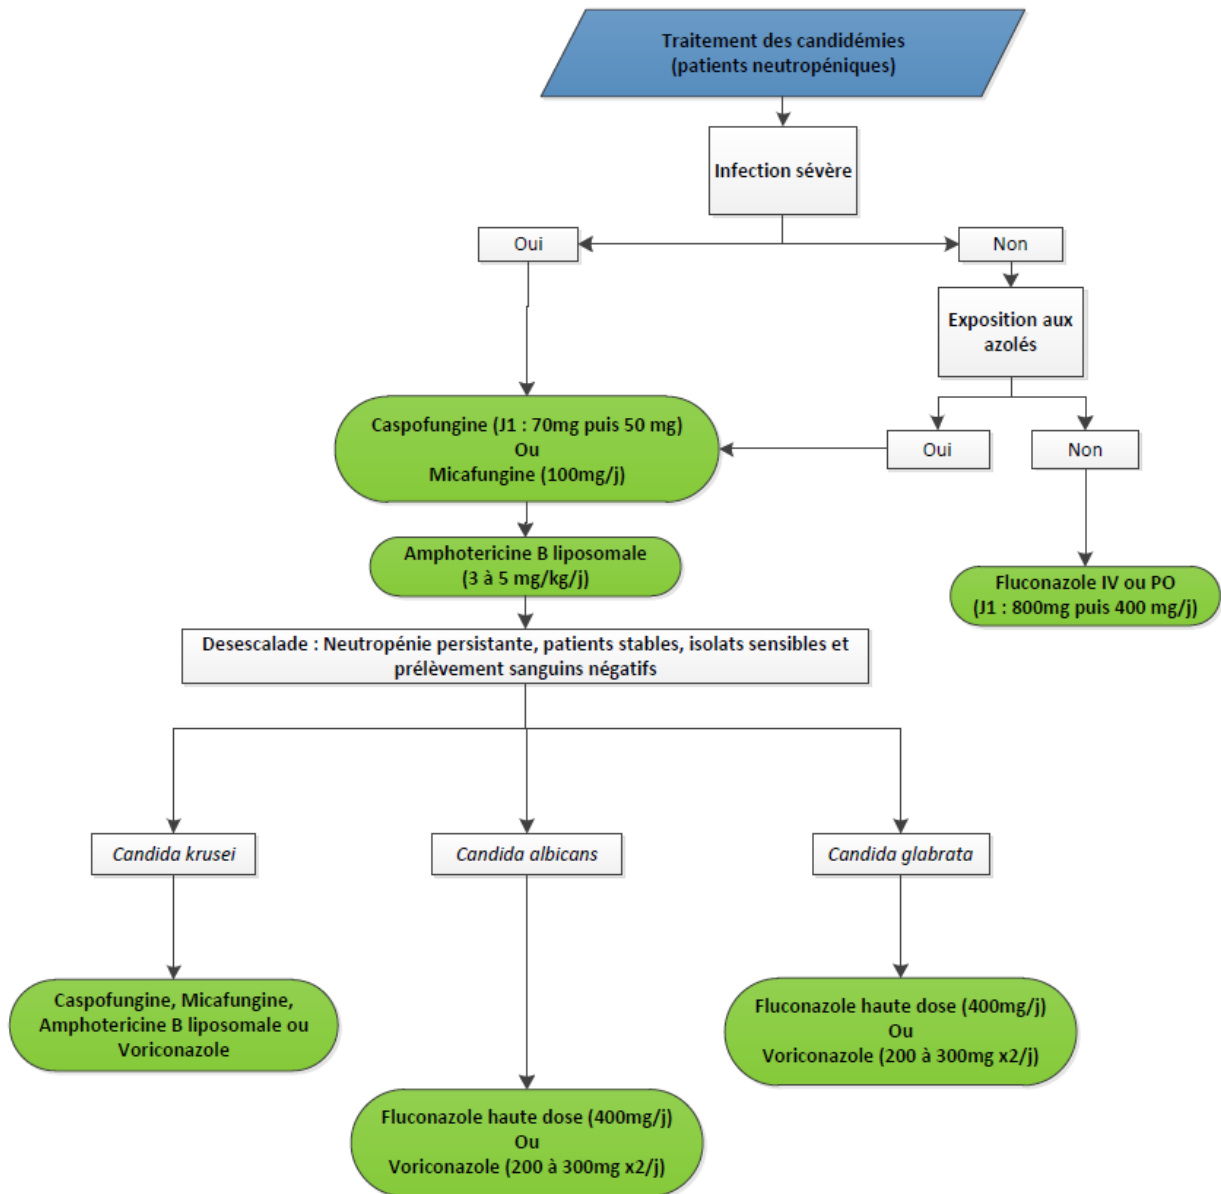 Traitement des candidémies
(patients neutropéniques)
Infection sévère
Oui
Non
Exposition aux
azolés
Caspofungine (J1 : 70mg puis 50 mg)
Ou
Micafungine (100mg/j)
Oui
Non
Amphotericine B liposomale
(3 à 5 mg/kg/j)
Fluconazole IV ou PO
(J1 : 800mg puis 400 mg/j)
Desescalade : Neutropénie persistante, patients stables, isolats sensibles et
prélèvement sanguins négatifs
Candida krusei
Candida albicans
Candida glabrata
Caspofungine, Micafungine,
Amphotericine B liposomale ou
Voriconazole
Fluconazole haute dose (400mg/j)
Ou
Voriconazole (200 à 300mg x2/j)
Fluconazole haute dose (400mg/j)
Ou
Voriconazole (200 à 300mg x2/j)